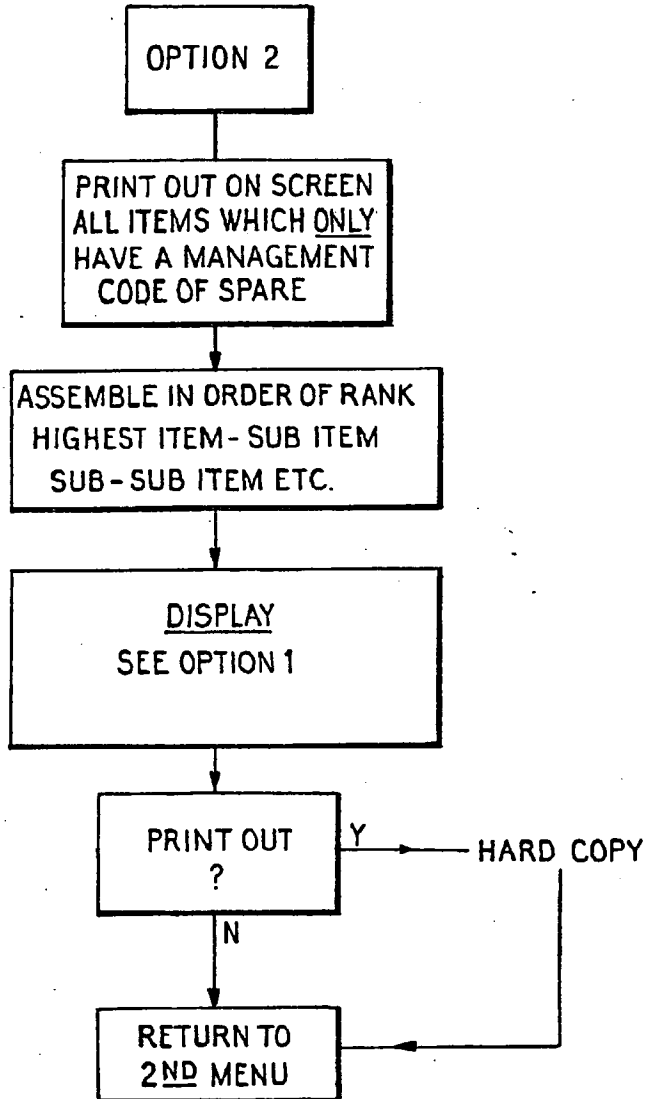 OPTION 2
PRINT OUT ON SCREEN
ALL ITEMS WHICH ONLY
HAVE A MANAGEMENT
CODE OF SPARE
ASSEMBLE IN ORDER OF RANK
HIGHEST ITEM - SUB ITEM
SUB - SUB ITEM ETC.
DISPLAY
SEE OPTION 1
PRINT OUT
?
Y
HARD COPY
N
RETURN TO
2ND MENU